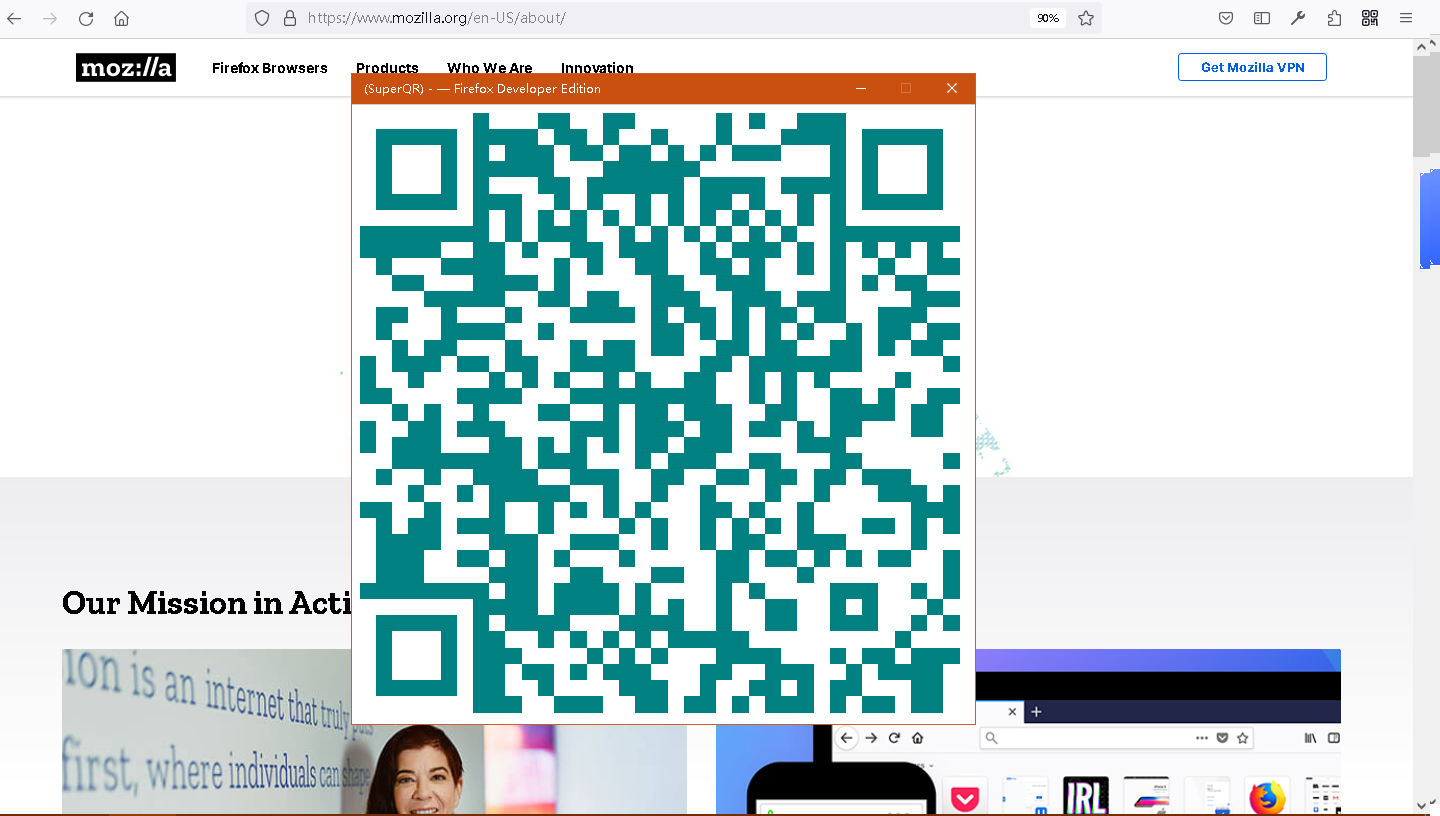 https://www.mozilla.org/en-US/about/
90%
moz://a
Firefox Browsers
Products
Who We Are
Innovation
Get Mozilla VPN
(SuperQR) - — Firefox Developer Edition
Our Mission in Acti
ion is an internet that truly puts
first, where individuals can shape
IRL